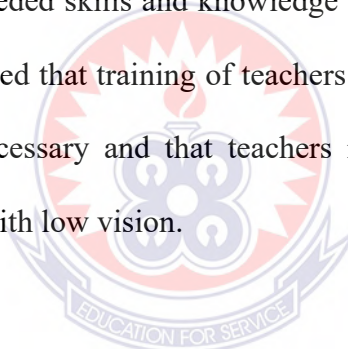 eded skills and knowledge
ed that training of teachers
cessary and that teachers
ith low vision.
EDUCATION FOR SERVICE